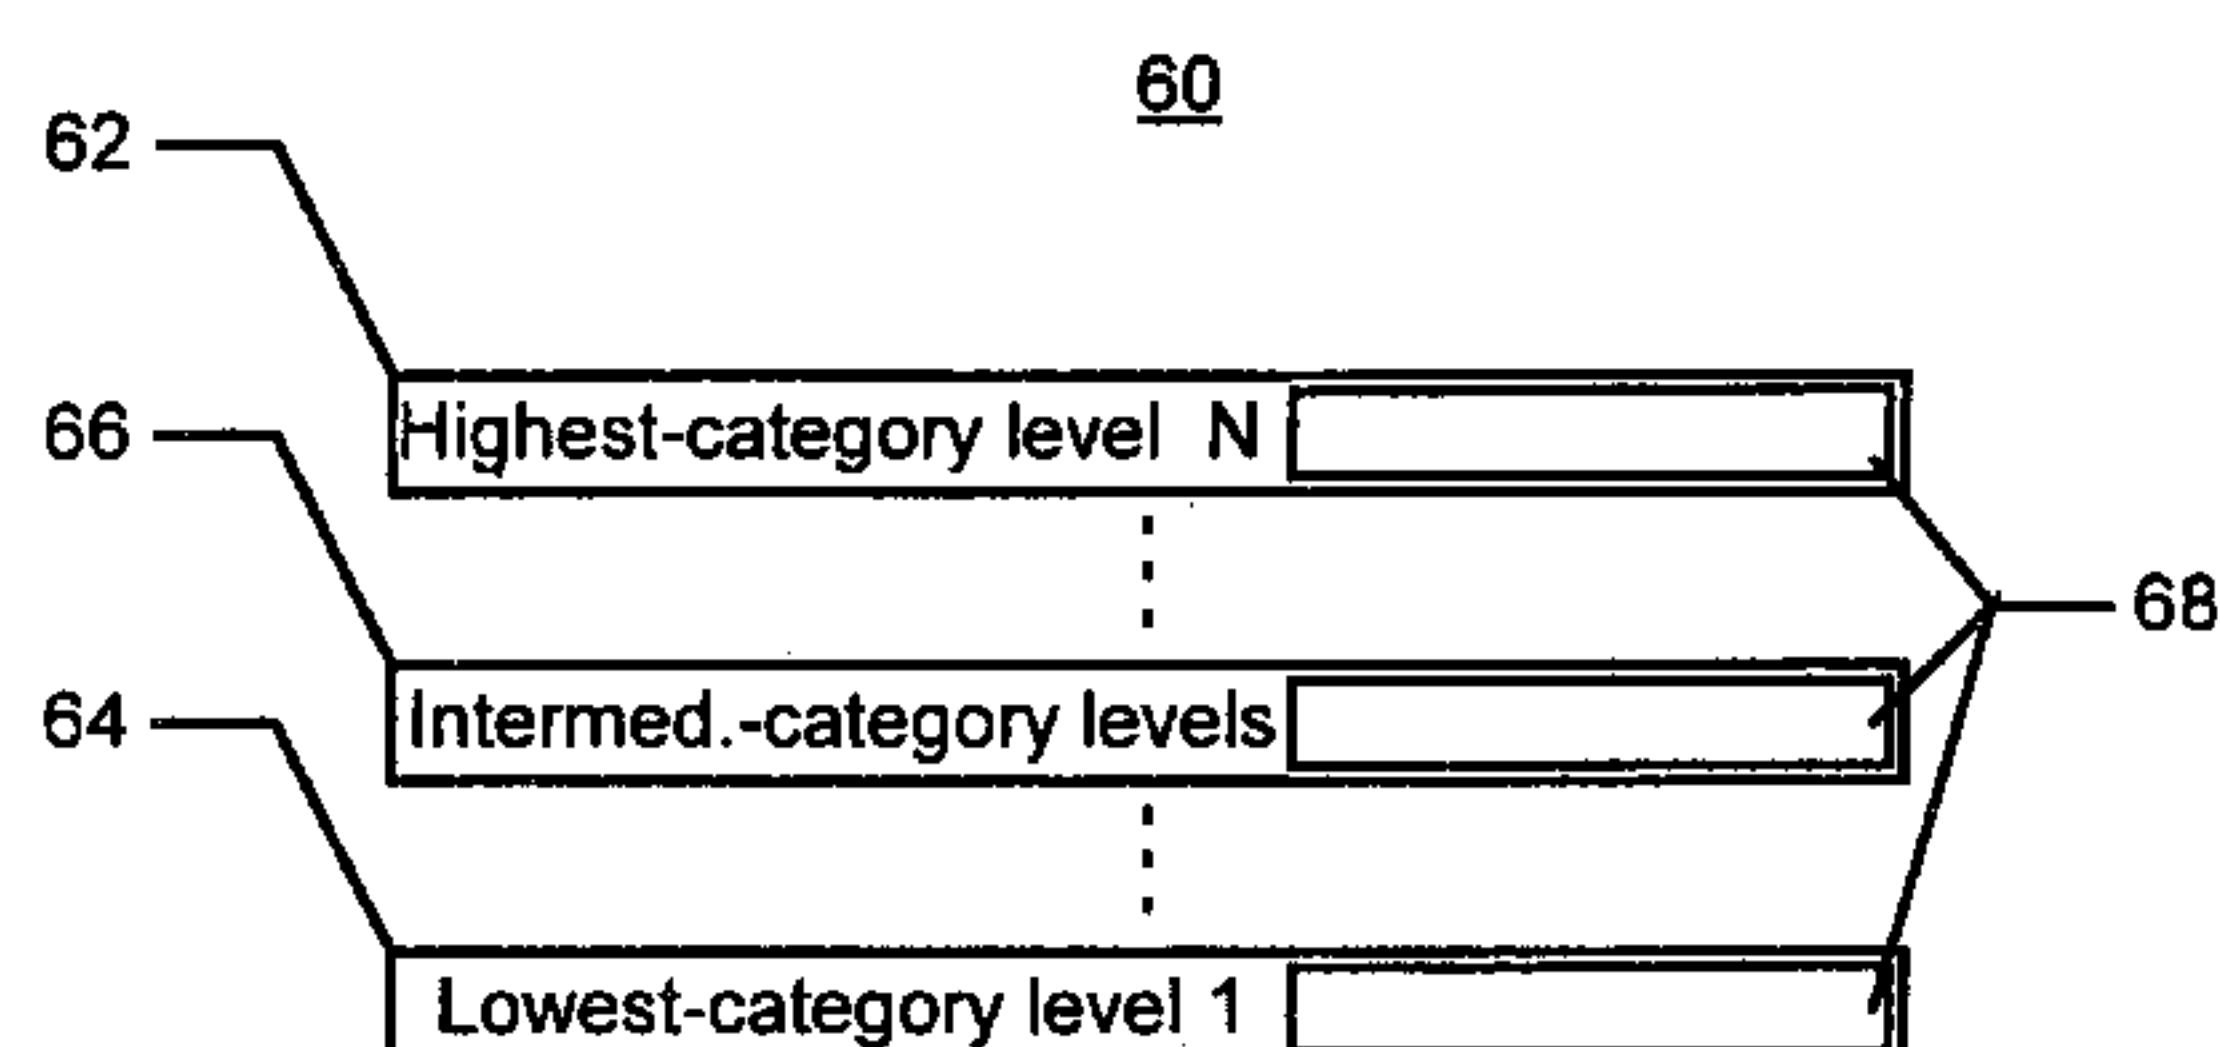 60
62
Highest-category level N
66
68
Intermed.-category levels
64
Lowest-category level 1